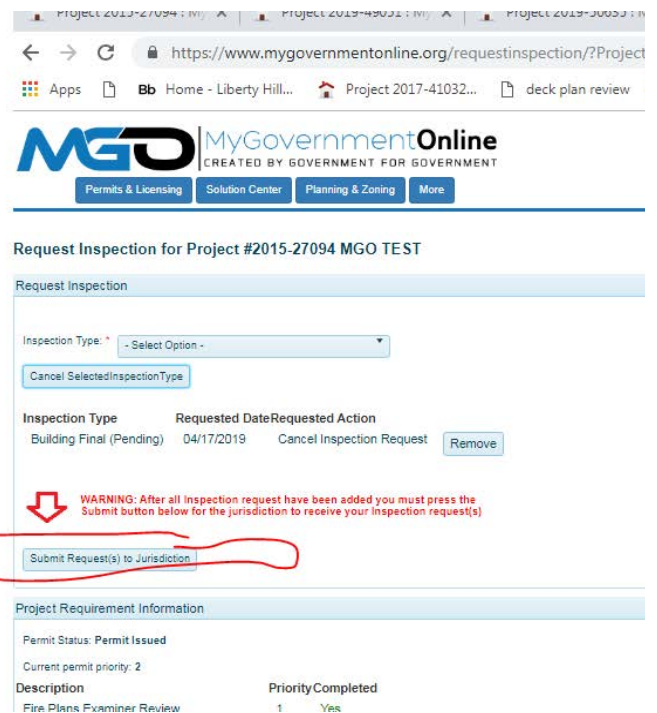 Project 2015-27094 : My Project 2019-49051 : My Project 2019-50635 :
https://www.mygovernmentonline.org/requestinspection/?Project
Apps Bb Home - Liberty Hill... Project 2017-41032... deck plan review
MGO MyGovernmentOnline
CREATED BY GOVERNMENT FOR GOVERNMENT
Permits & Licensing Solution Center Planning & Zoning More
Request Inspection for Project #2015-27094 MGO TEST
Request Inspection
Inspection Type: * - Select Option -
Cancel SelectedInspectionType
Inspection Type Requested Date Requested Action
Building Final (Pending) 04/17/2019 Cancel Inspection Request Remove
WARNING: After all Inspection request have been added you must press the
Submit button below for the jurisdiction to receive your Inspection request(s)
Submit Request(s) to Jurisdiction
Project Requirement Information
Permit Status: Permit Issued
Current permit priority: 2
Description Priority Completed
Fire Plans Examiner Review 1 Yes